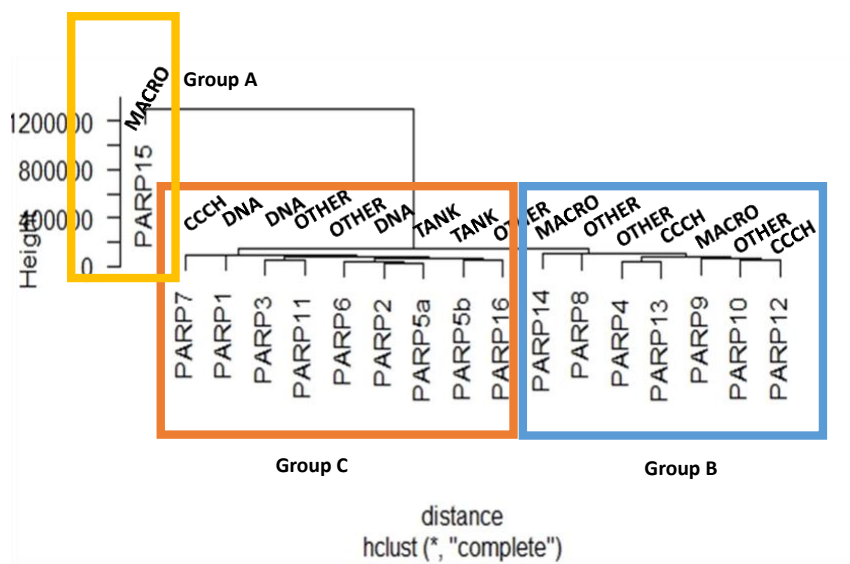 MACRO
Group A
1200000
800000
400000
0
Height
PARP15
CCCH
DNA
DNA
OTHER
OTHER
DNA
TANK
TANK
OTHER
MACRO
OTHER
OTHER
CCCH
MACRO
OTHER
CCCH
PARP7
PARP1
PARP3
PARP11
PARP6
PARP2
PARP5a
PARP5b
PARP16
PARP14
PARP8
PARP4
PARP13
PARP9
PARP10
PARP12
Group C
Group B
distance
hclust (*, "complete")